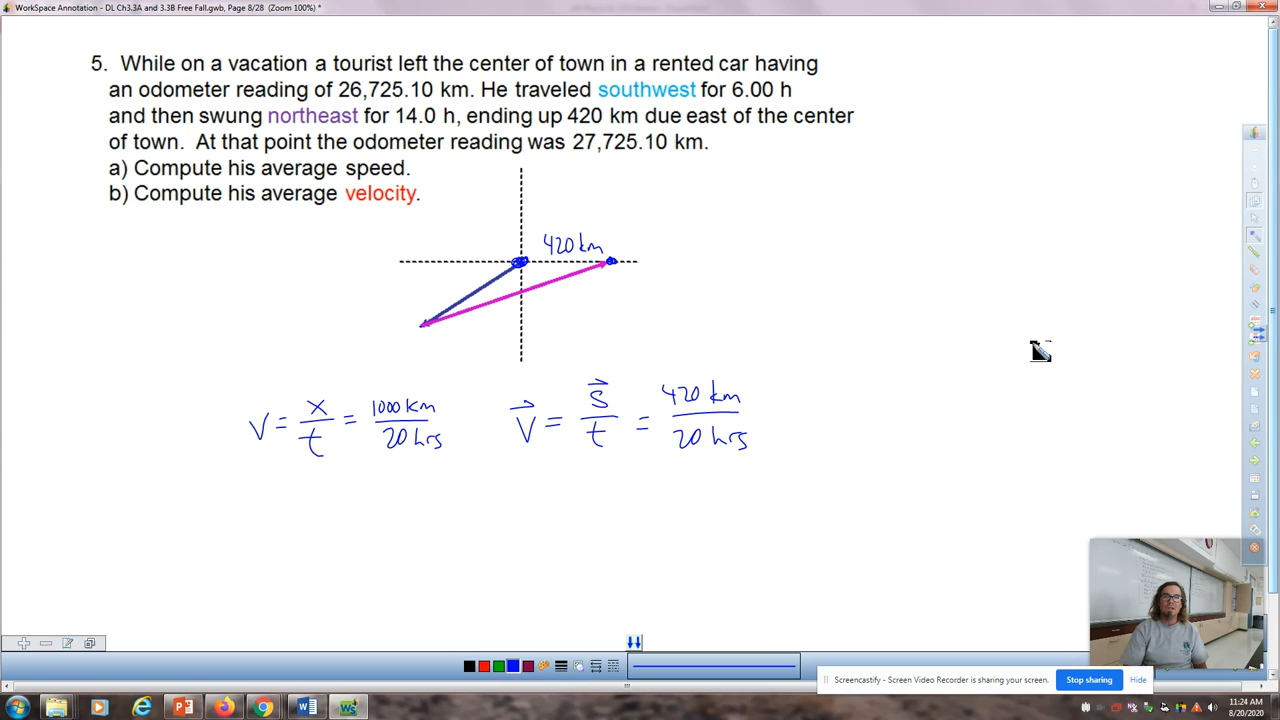 WorkSpace Annotation - DL Ch3.3A and 3.3B Free Fall.gwb, Page 8/28 (Zoom 100%) *
5. While on a vacation a tourist left the center of town in a rented car having
an odometer reading of 26,725.10 km. He traveled southwest for 6.00 h
and then swung northeast for 14.0 h, ending up 420 km due east of the center
of town. At that point the odometer reading was 27,725.10 km.
a) Compute his average speed.
b) Compute his average velocity.
420 km
V = x/t = 1000 km/20 hrs
V⃗ = S⃗/t = 420 km/20 hrs
Screencastify - Screen Video Recorder is sharing your screen.
Stop sharing
Hide
11:24 AM
8/20/2020